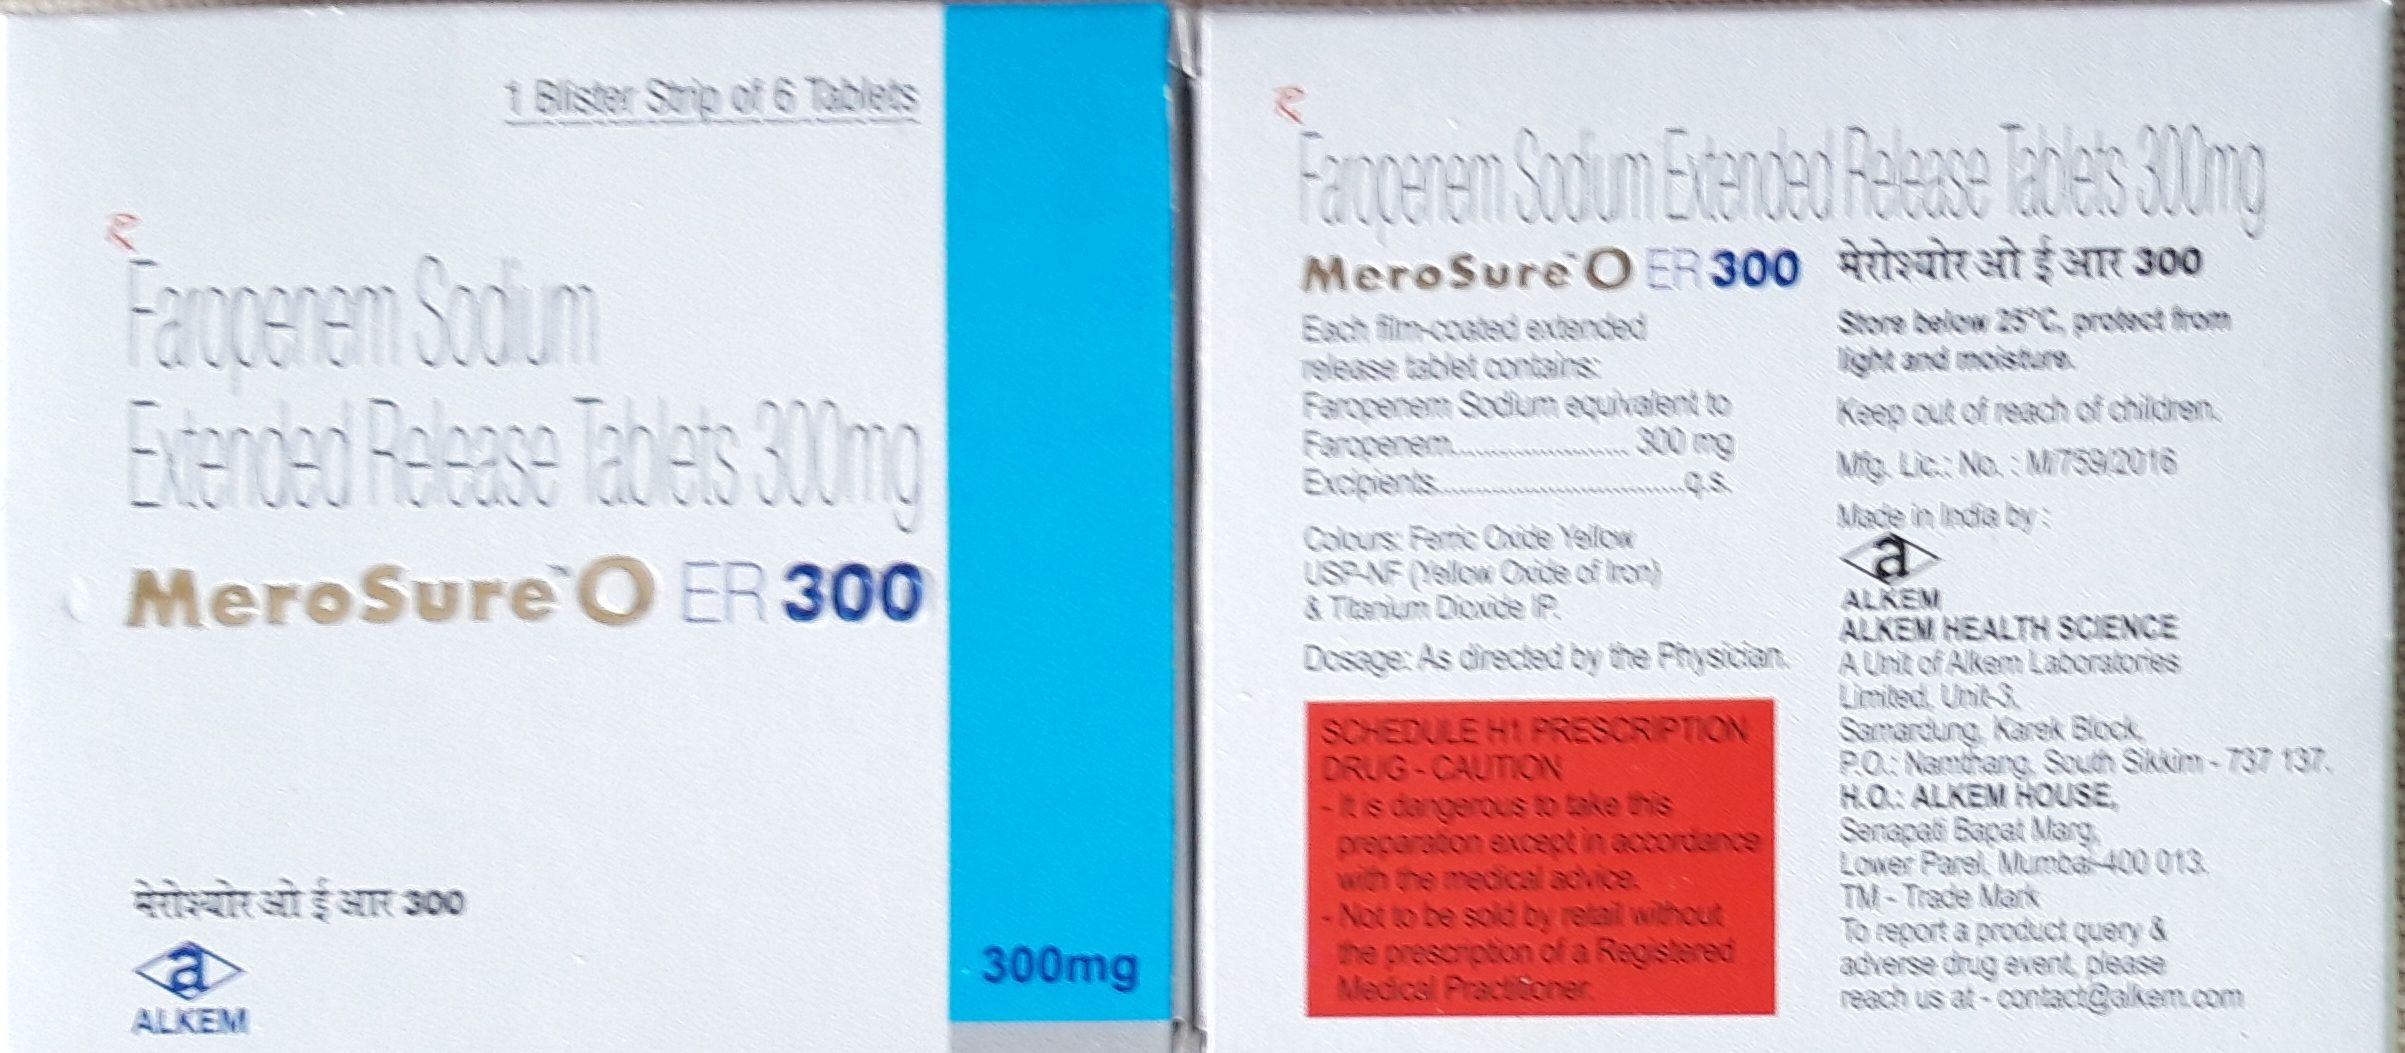 1 Blister Strip of 6 Tablets
Faropenem Sodium
Extended Release Tablets 300mg
MeroSure™ O ER 300
मेरोश्योर ओ ई आर 300
a
ALKEM
300mg
Faropenem Sodium Extended Release Tablets 300mg
MeroSure™ O ER 300
Each film-coated extended
release tablet contains:
Faropenem Sodium equivalent to
Faropenem........................ 300 mg
Excipients.................................q.s.
Colours: Ferric Oxide Yellow
USP-NF (Yellow Oxide of Iron)
& Titanium Dioxide IP.
Dosage: As directed by the Physician.
SCHEDULE H1 PRESCRIPTION
DRUG - CAUTION
- It is dangerous to take this
preparation except in accordance
with the medical advice.
- Not to be sold by retail without
the prescription of a Registered
Medical Practitioner.
मेरोश्योर ओ ई आर 300
Store below 25°C, protect from
light and moisture.
Keep out of reach of children.
Mfg. Lic.: No. : M/759/2016
Made in India by :
a
ALKEM
ALKEM HEALTH SCIENCE
A Unit of Alkem Laboratories
Limited, Unit-3,
Samardung, Karek Block,
P.O.: Namthang, South Sikkim - 737 137.
H.O.: ALKEM HOUSE,
Senapati Bapat Marg,
Lower Parel, Mumbai-400 013.
TM - Trade Mark
To report a product query &
adverse drug event, please
reach us at - contact@alkem.com